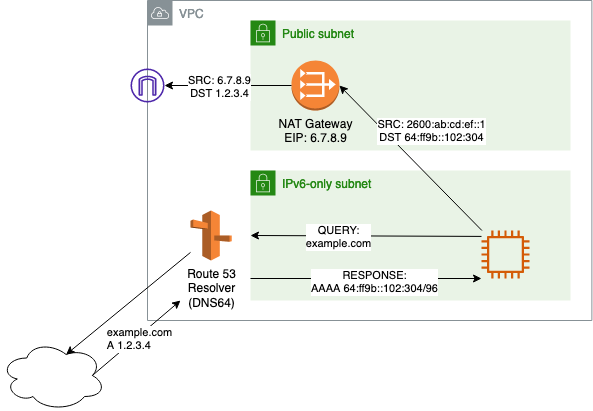 VPC
Public subnet
SRC: 6.7.8.9
DST 1.2.3.4
NAT Gateway
EIP: 6.7.8.9
SRC: 2600:ab:cd:ef::1
DST 64:ff9b::102:304
IPv6-only subnet
QUERY:
example.com
Route 53
Resolver
(DNS64)
RESPONSE:
AAAA 64:ff9b::102:304/96
example.com
A 1.2.3.4